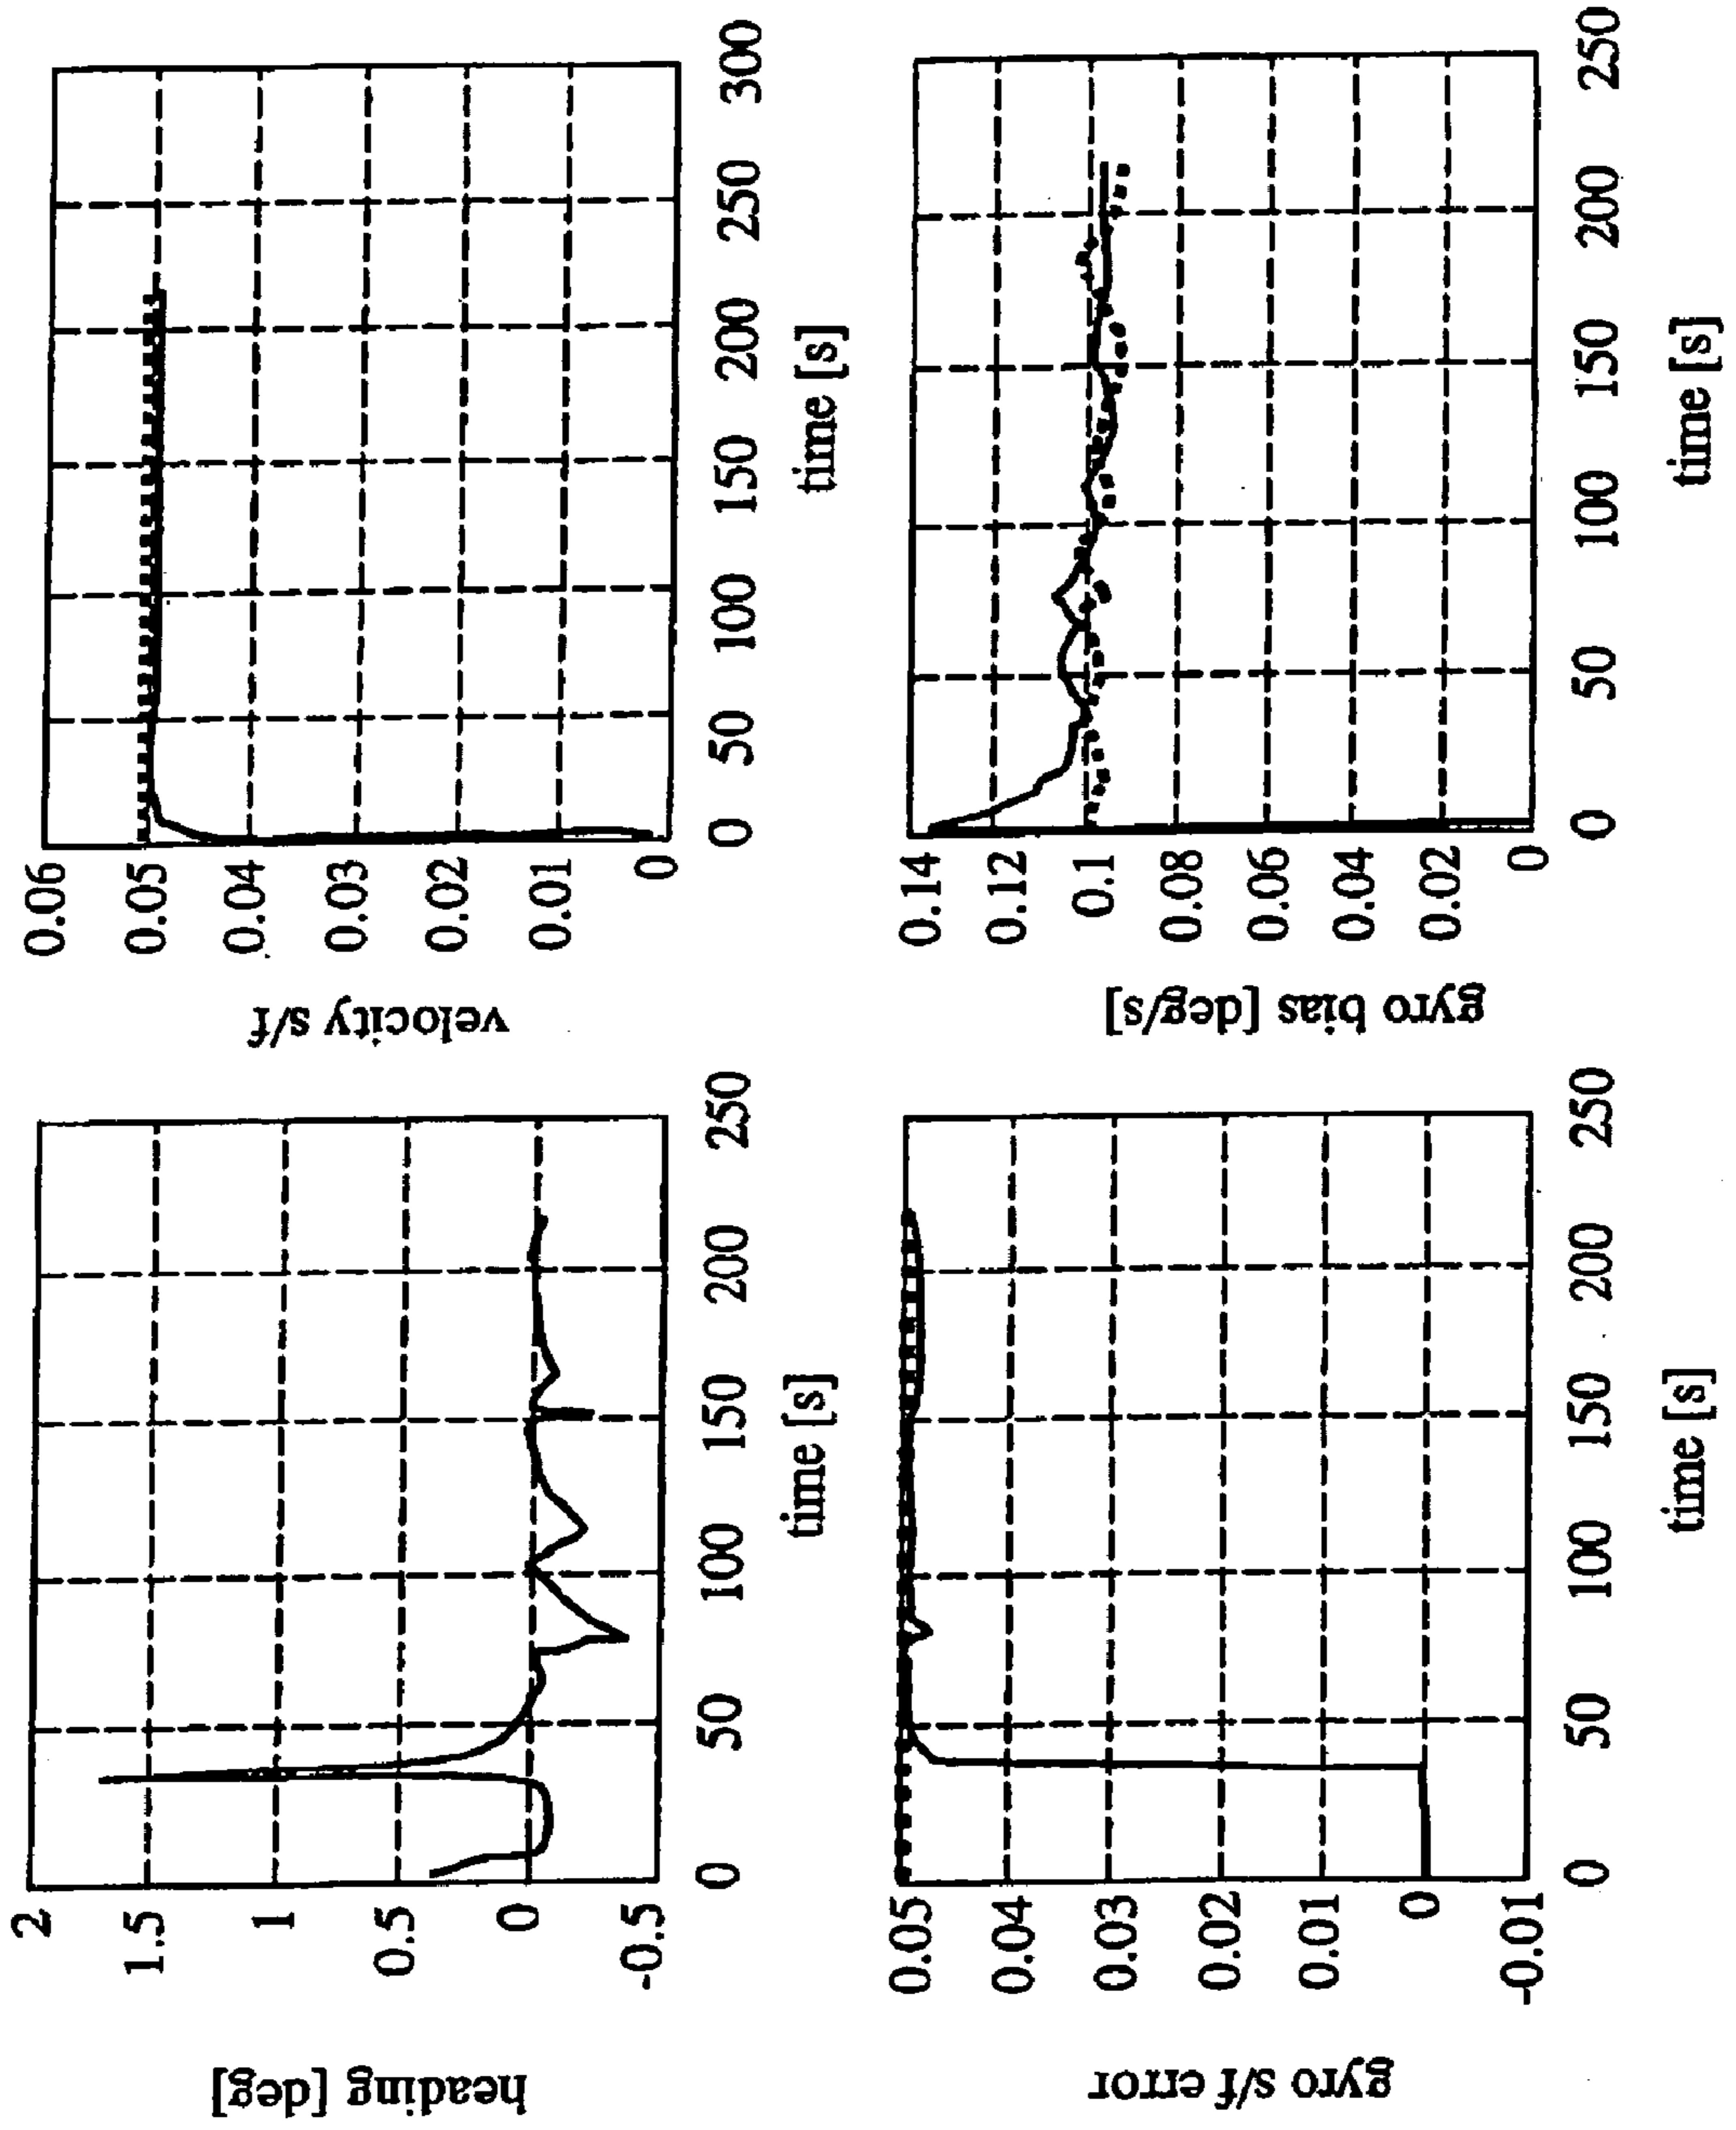 velocity s/f
0.06
0.05
0.04
0.03
0.02
0.01
0
0 50 100 150 200 250 300
time [s]
gyro bias [deg/s]
0.14
0.12
0.1
0.08
0.06
0.04
0.02
0
0 50 100 150 200 250
time [s]
heading [deg]
2
1.5
1
0.5
0
-0.5
0 50 100 150 200 250
time [s]
gyro s/f error
0.05
0.04
0.03
0.02
0.01
0
-0.01
0 50 100 150 200 250
time [s]